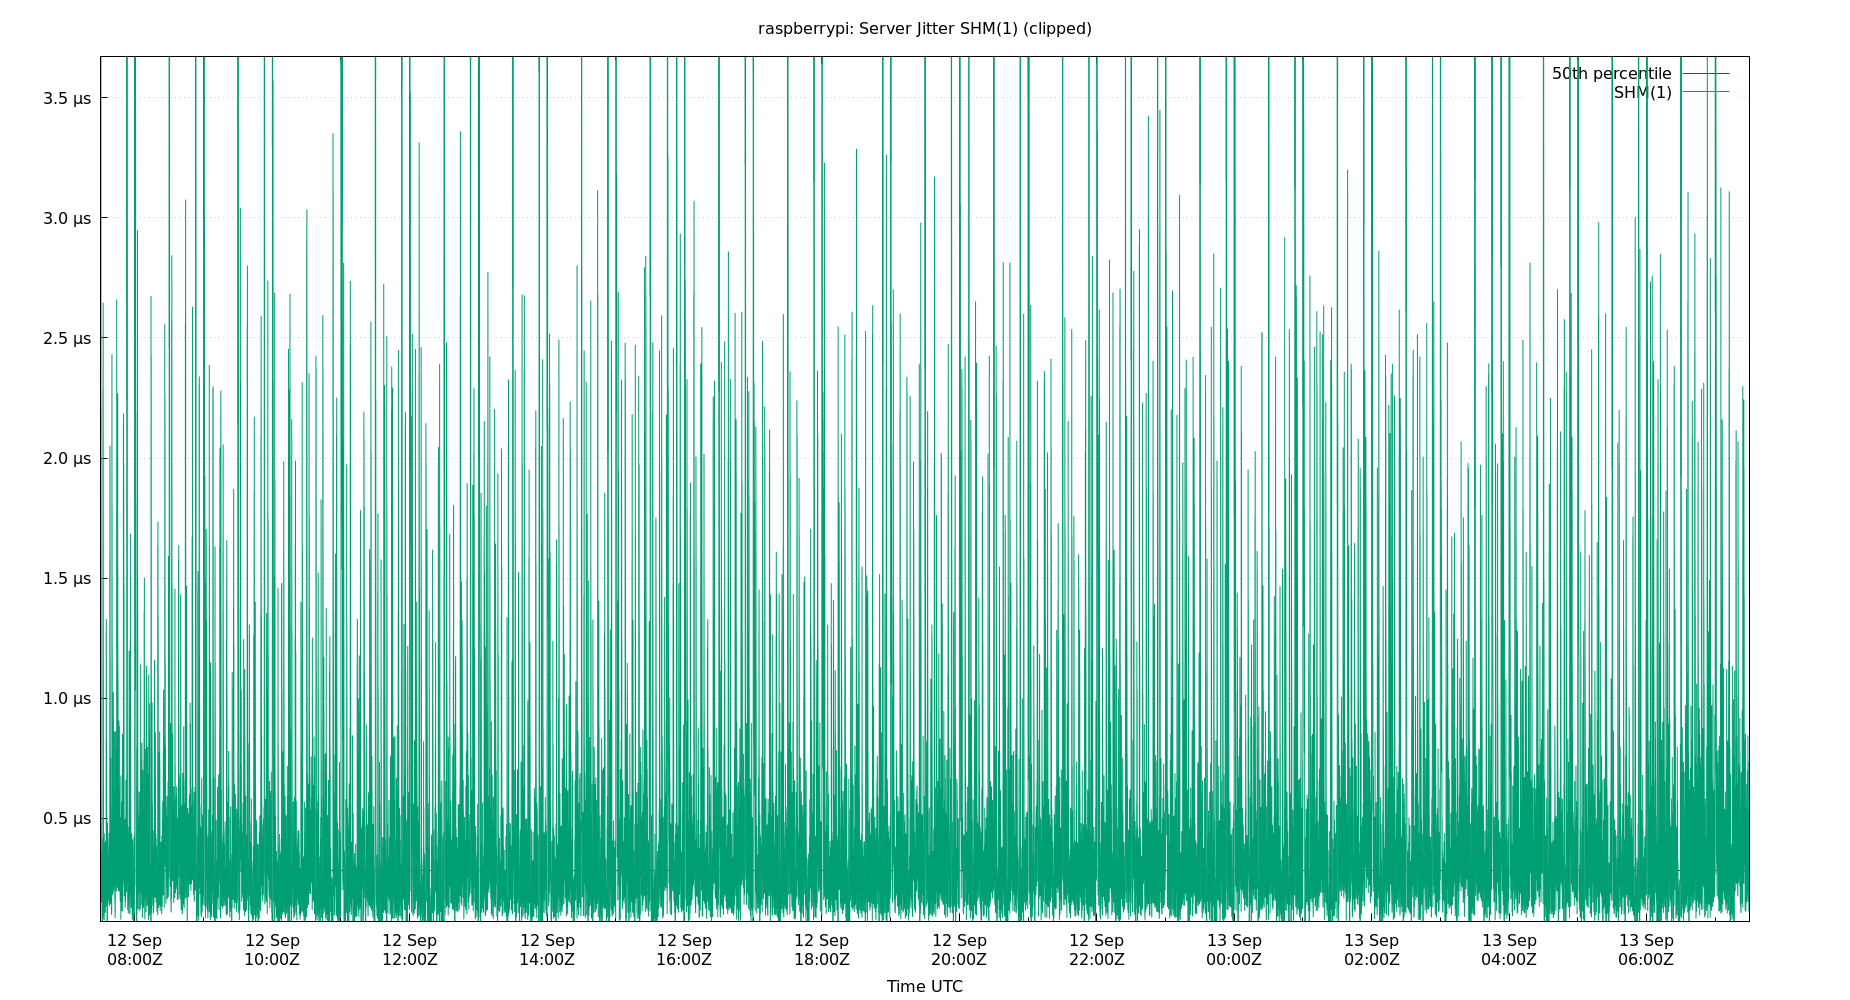 raspberrypi: Server Jitter SHM(1) (clipped)
50th percentile
SHM(1)
3.5 µs
3.0 µs
2.5 µs
2.0 µs
1.5 µs
1.0 µs
0.5 µs
12 Sep 12 Sep 12 Sep 12 Sep 12 Sep 12 Sep 12 Sep 12 Sep 13 Sep 13 Sep 13 Sep 13 Sep
08:00Z 10:00Z 12:00Z 14:00Z 16:00Z 18:00Z 20:00Z 22:00Z 00:00Z 02:00Z 04:00Z 06:00Z
Time UTC